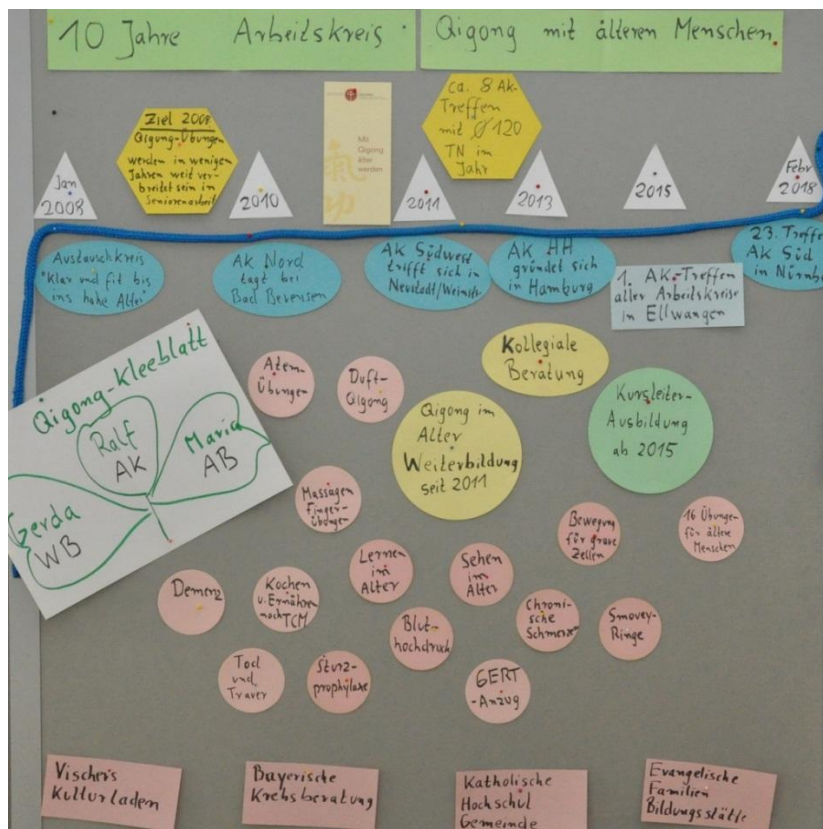 10 Jahre Arbeitskreis
Qigong mit älteren Menschen.
Ziel 2008
Qigong-Übungen
werden in wenigen
Jahren weit ver-
breitet sein in
Seniorenarbeit
Mit
Qigong
älter
werden
氣
功
ca. 8 AK-
Treffen
mit Ø 120
TN im
Jahr
Jan
2008
2010
2011
2013
2015
Febr
2018
Austauschkreis
"Klar und fit bis
ins hohe Alter"
AK Nord
tagt bei
Bad Bevensen
AK Südwest
trifft sich in
Neustadt/Weinstr.
AK HH
gründet sich
in Hamburg
1. AK-Treffen
aller Arbeitskreise
in Ellwangen
23. Treffe
AK Süd
in Nürnbe
Qigong-Kleeblatt
Ralf
AK
Maria
AB
Gerda
WB
Atem-
Übungen
Duft-
Qigong
Kollegiale
Beratung
Qigong im
Alter
Weiterbildung
seit 2011
Kursleiter-
Ausbildung
ab 2015
Massagen
Finger-
übungen
Bewegung
für graue
Zellen
16 Übungen
für ältere
Menschen
Lernen
im
Alter
Sehen
im
Alter
Demenz
Kochen
u. Ernähren
nach TCM
Blut-
hochdruck
Chroni-
sche
Schmerz
Smovey-
Ringe
Tod
und
Trauer
Sturz-
prophylaxe
GERT
-Anzug
Vischer's
Kulturladen
Bayerische
Krebsberatung
Katholische
Hochschul
Gemeinde
Evangelische
Familien
Bildungsstätte